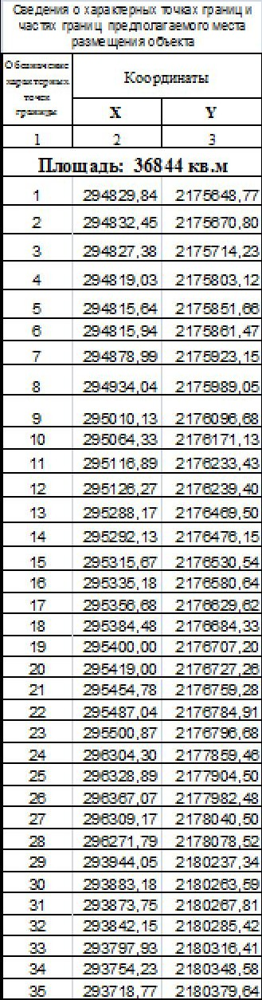 Сведения о характерных точках границ и
частях границ предполагаемого места
размещения объекта
Обозначение характерных точек границы Координаты
X Y
1 2 3
Площадь: 36844 кв.м
1 294829,84 2175648,77
2 294832,45 2175670,80
3 294827,38 2175714,23
4 294819,03 2175803,12
5 294815,64 2175851,66
6 294815,94 2175861,47
7 294878,99 2175923,15
8 294934,04 2175989,05
9 295010,13 2176096,68
10 295064,33 2176171,13
11 295116,89 2176233,43
12 295126,27 2176239,40
13 295288,17 2176469,50
14 295292,13 2176476,15
15 295315,67 2176530,54
16 295335,18 2176580,64
17 295356,68 2176629,62
18 295384,48 2176684,33
19 295400,00 2176707,20
20 295419,00 2176727,26
21 295454,78 2176759,28
22 295487,04 2176784,91
23 295500,87 2176796,68
24 296304,30 2177859,46
25 296328,89 2177904,50
26 296367,07 2177982,48
27 296309,17 2178040,50
28 296271,79 2178078,52
29 293944,05 2180237,34
30 293883,18 2180263,59
31 293873,75 2180267,81
32 293842,15 2180285,42
33 293797,93 2180316,41
34 293754,23 2180348,58
35 293718,77 2180379,64